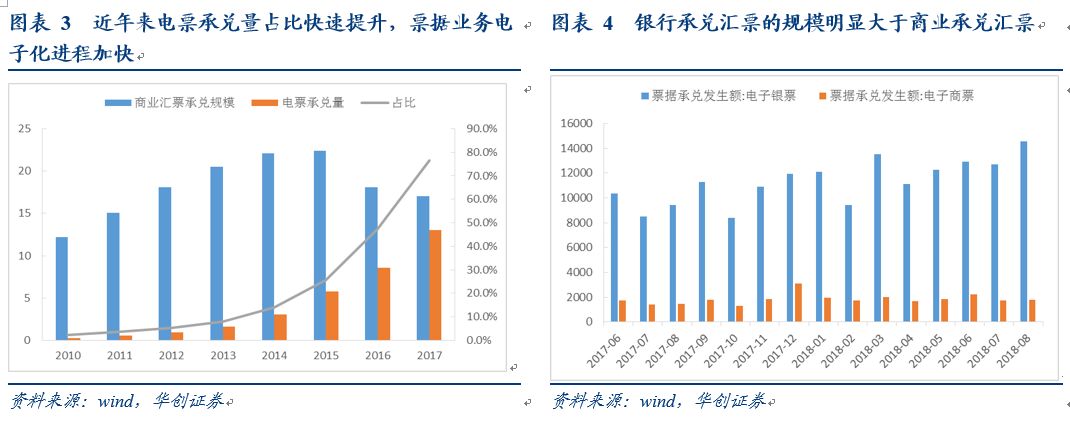 图表 3 近年来电票承兑量占比快速提升，票据业务电
子化进程加快
商业汇票承兑规模 电票承兑量 占比
25
20
15
10
5
0
90.0%
80.0%
70.0%
60.0%
50.0%
40.0%
30.0%
20.0%
10.0%
0.0%
2010 2011 2012 2013 2014 2015 2016 2017
资料来源：wind，华创证券
图表 4 银行承兑汇票的规模明显大于商业承兑汇票
票据承兑发生额:电子银票 票据承兑发生额:电子商票
16000
14000
12000
10000
8000
6000
4000
2000
0
2017-06 2017-07 2017-08 2017-09 2017-10 2017-11 2017-12 2018-01 2018-02 2018-03 2018-04 2018-05 2018-06 2018-07 2018-08
资料来源：wind，华创证券